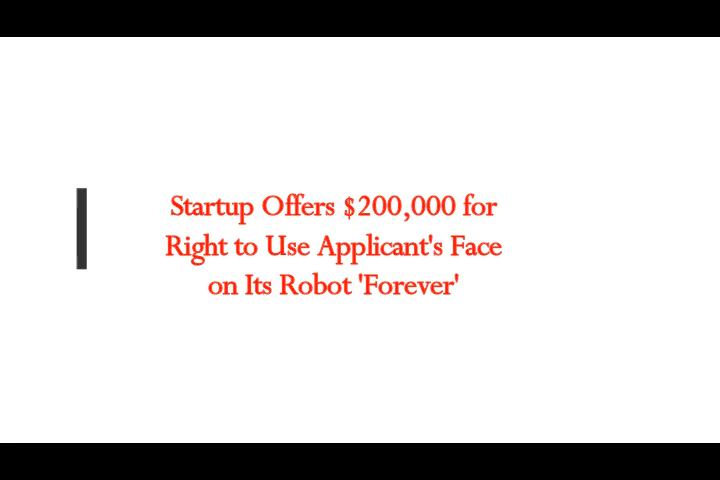 Startup Offers $200,000 for
Right to Use Applicant's Face
on Its Robot 'Forever'